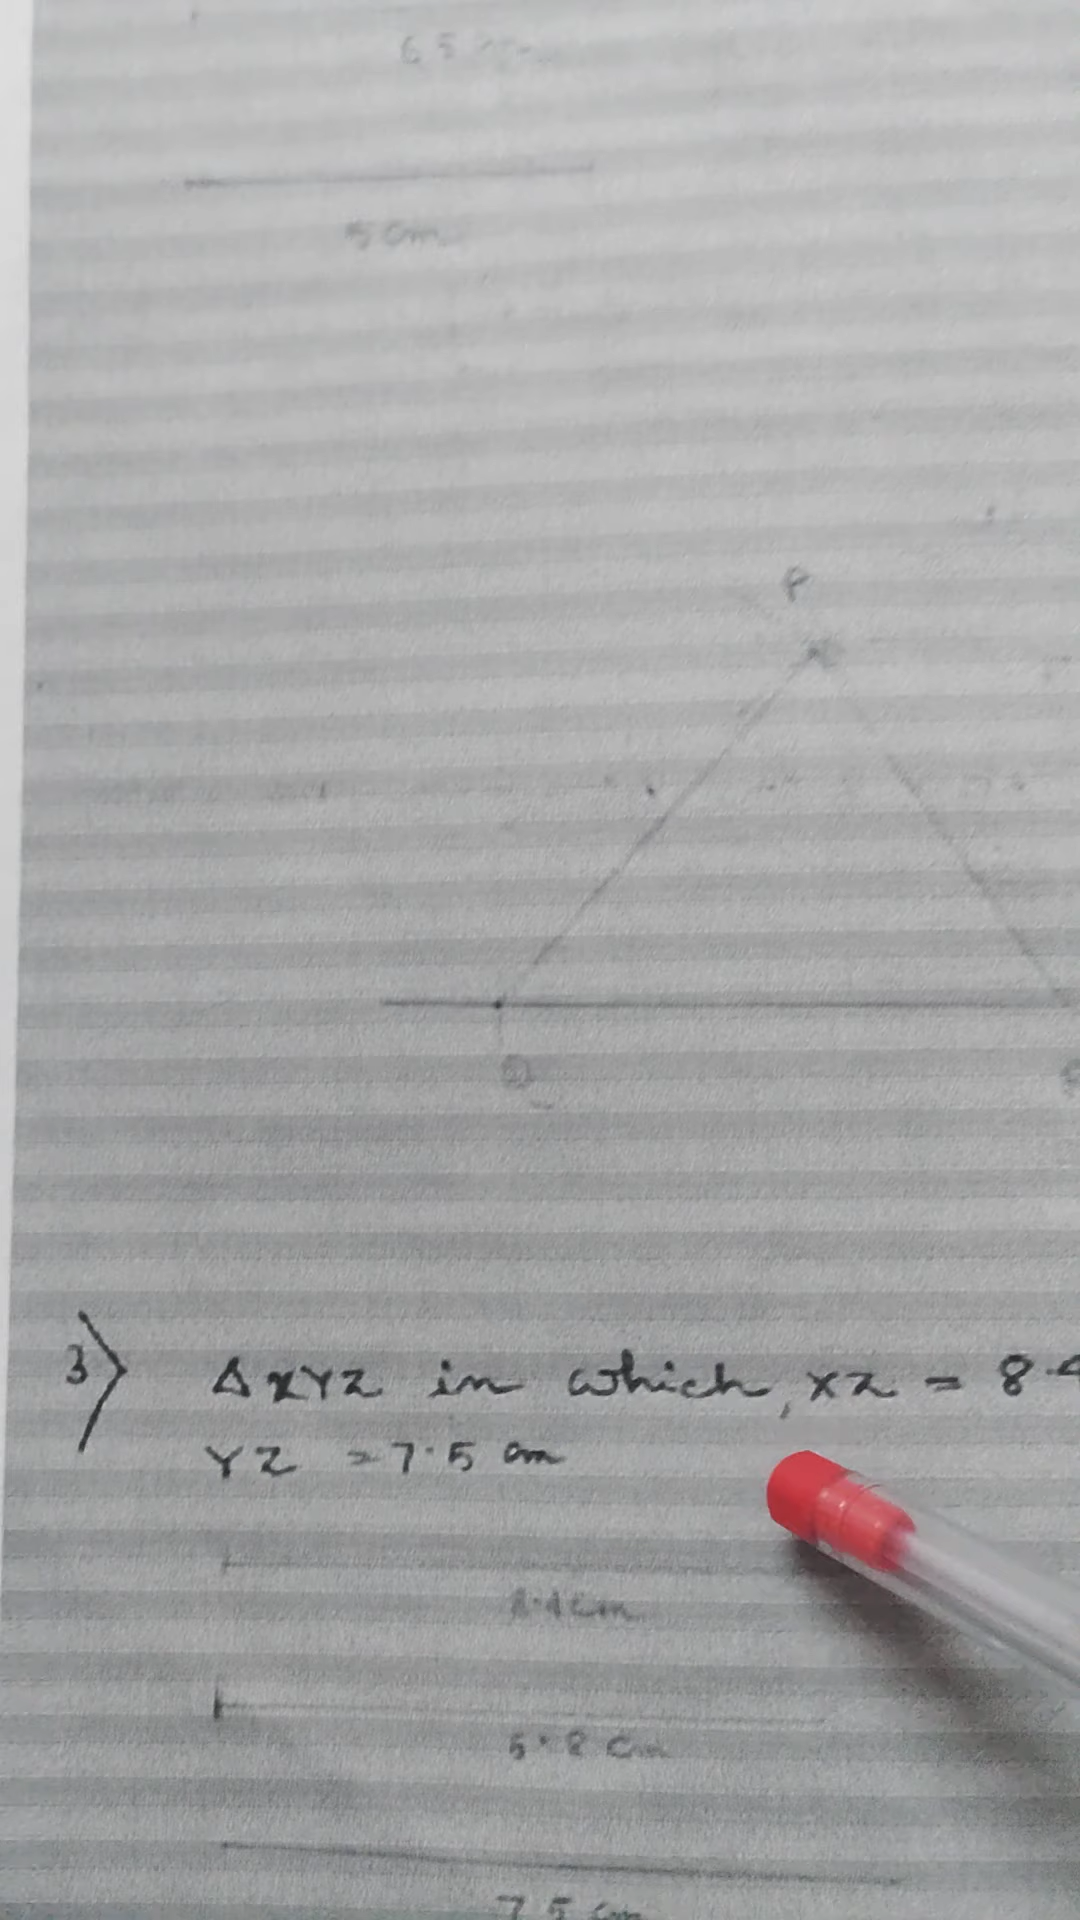 6.5 cm
5 cm
P
Q
3) ΔXYZ in which, XZ = 8.4
YZ = 7.5 cm
8.4 cm
5.8 cm
7.5 cm